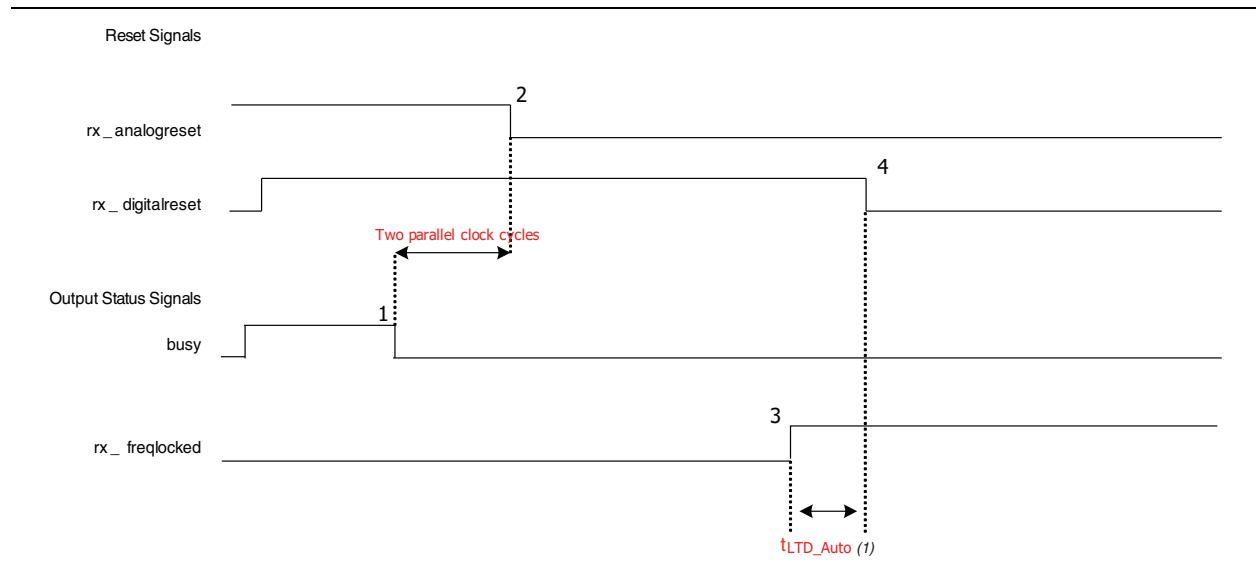 Reset Signals
2
rx _ analogreset
4
rx _ digitalreset
Two parallel clock cycles
Output Status Signals
1
busy
3
rx _ freqlocked
tLTD_Auto (1)